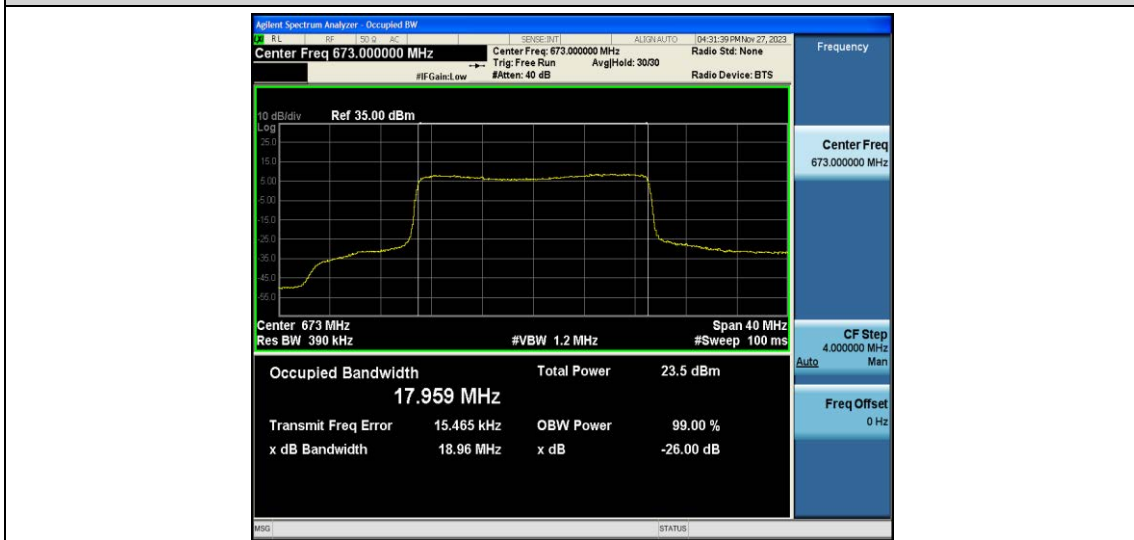 Agilent Spectrum Analyzer - Occupied BW
RL RF 50 Ω AC SENSE:INT ALIGN AUTO 04:31:39 PM Nov 27, 2023
Center Freq 673.000000 MHz Center Freq: 673.000000 MHz Radio Std: None Frequency
Trig: Free Run Avg|Hold: 30/30
#IFGain:Low #Atten: 40 dB Radio Device: BTS
10 dB/div Ref 35.00 dBm
Log
25.0
15.0
5.00
-5.00
-15.0
-25.0
-35.0
-45.0
-55.0
Center Freq
673.000000 MHz
Center 673 MHz Span 40 MHz
Res BW 390 kHz #VBW 1.2 MHz #Sweep 100 ms
CF Step
4.000000 MHz
Auto Man
Occupied Bandwidth Total Power 23.5 dBm
17.959 MHz
Freq Offset
0 Hz
Transmit Freq Error 15.465 kHz OBW Power 99.00 %
x dB Bandwidth 18.96 MHz x dB -26.00 dB
MSG STATUS